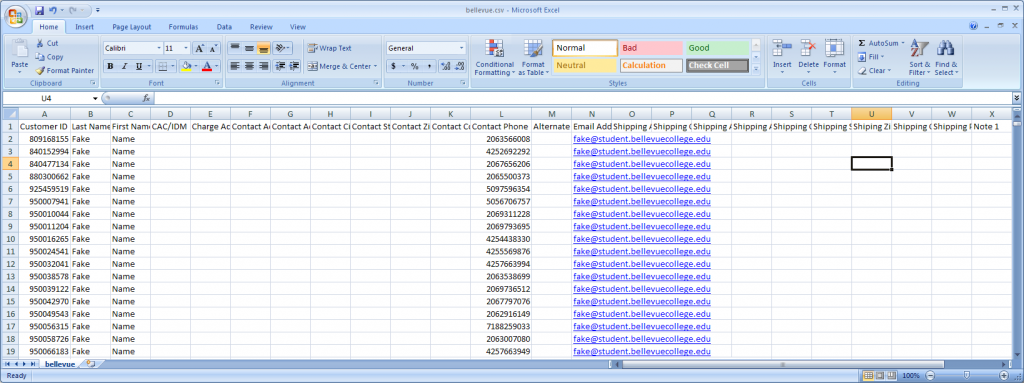 bellevue.csv - Microsoft Excel
Home Insert Page Layout Formulas Data Review View
Cut Calibri 11 A A Wrap Text General Normal Bad Good AutoSum
Paste Copy Conditional Formatting Format as Table Insert Delete Format Fill Sort & Filter Find & Select
Format Painter B I U A Merge & Center $ % , Neutral Calculation Check Cell Clear
Clipboard Font Alignment Number Styles Cells Editing
U4 fx
A B C D E F G H I J K L M N O P Q R S T U V W X
1 Customer ID Last Name First Name CAC/IDM Charge Ac Contact A Contact A Contact Ci Contact St Contact Zi Contact C Contact Phone Alternate Email Add Shipping A Shipping A Shipping A Shipping A Shipping C Shipping S Shiping Zi Shipping C Shipping P Note 1
2 809168155 Fake Name 2063566008 fake@student.bellevuecollege.edu
3 840152994 Fake Name 4252692292 fake@student.bellevuecollege.edu
4 840477134 Fake Name 2067656206 fake@student.bellevuecollege.edu
5 880300662 Fake Name 2065500373 fake@student.bellevuecollege.edu
6 925459519 Fake Name 5097596354 fake@student.bellevuecollege.edu
7 950007941 Fake Name 5056706757 fake@student.bellevuecollege.edu
8 950010044 Fake Name 2069311228 fake@student.bellevuecollege.edu
9 950011204 Fake Name 2069793695 fake@student.bellevuecollege.edu
10 950016265 Fake Name 4254438330 fake@student.bellevuecollege.edu
11 950024541 Fake Name 4255569876 fake@student.bellevuecollege.edu
12 950032041 Fake Name 4257663994 fake@student.bellevuecollege.edu
13 950038578 Fake Name 2063538699 fake@student.bellevuecollege.edu
14 950039122 Fake Name 2069736512 fake@student.bellevuecollege.edu
15 950042970 Fake Name 2067797076 fake@student.bellevuecollege.edu
16 950049543 Fake Name 2062916149 fake@student.bellevuecollege.edu
17 950056315 Fake Name 7188259033 fake@student.bellevuecollege.edu
18 950058726 Fake Name 2063007080 fake@student.bellevuecollege.edu
19 950066183 Fake Name 4257663949 fake@student.bellevuecollege.edu
bellevue
Ready 100%